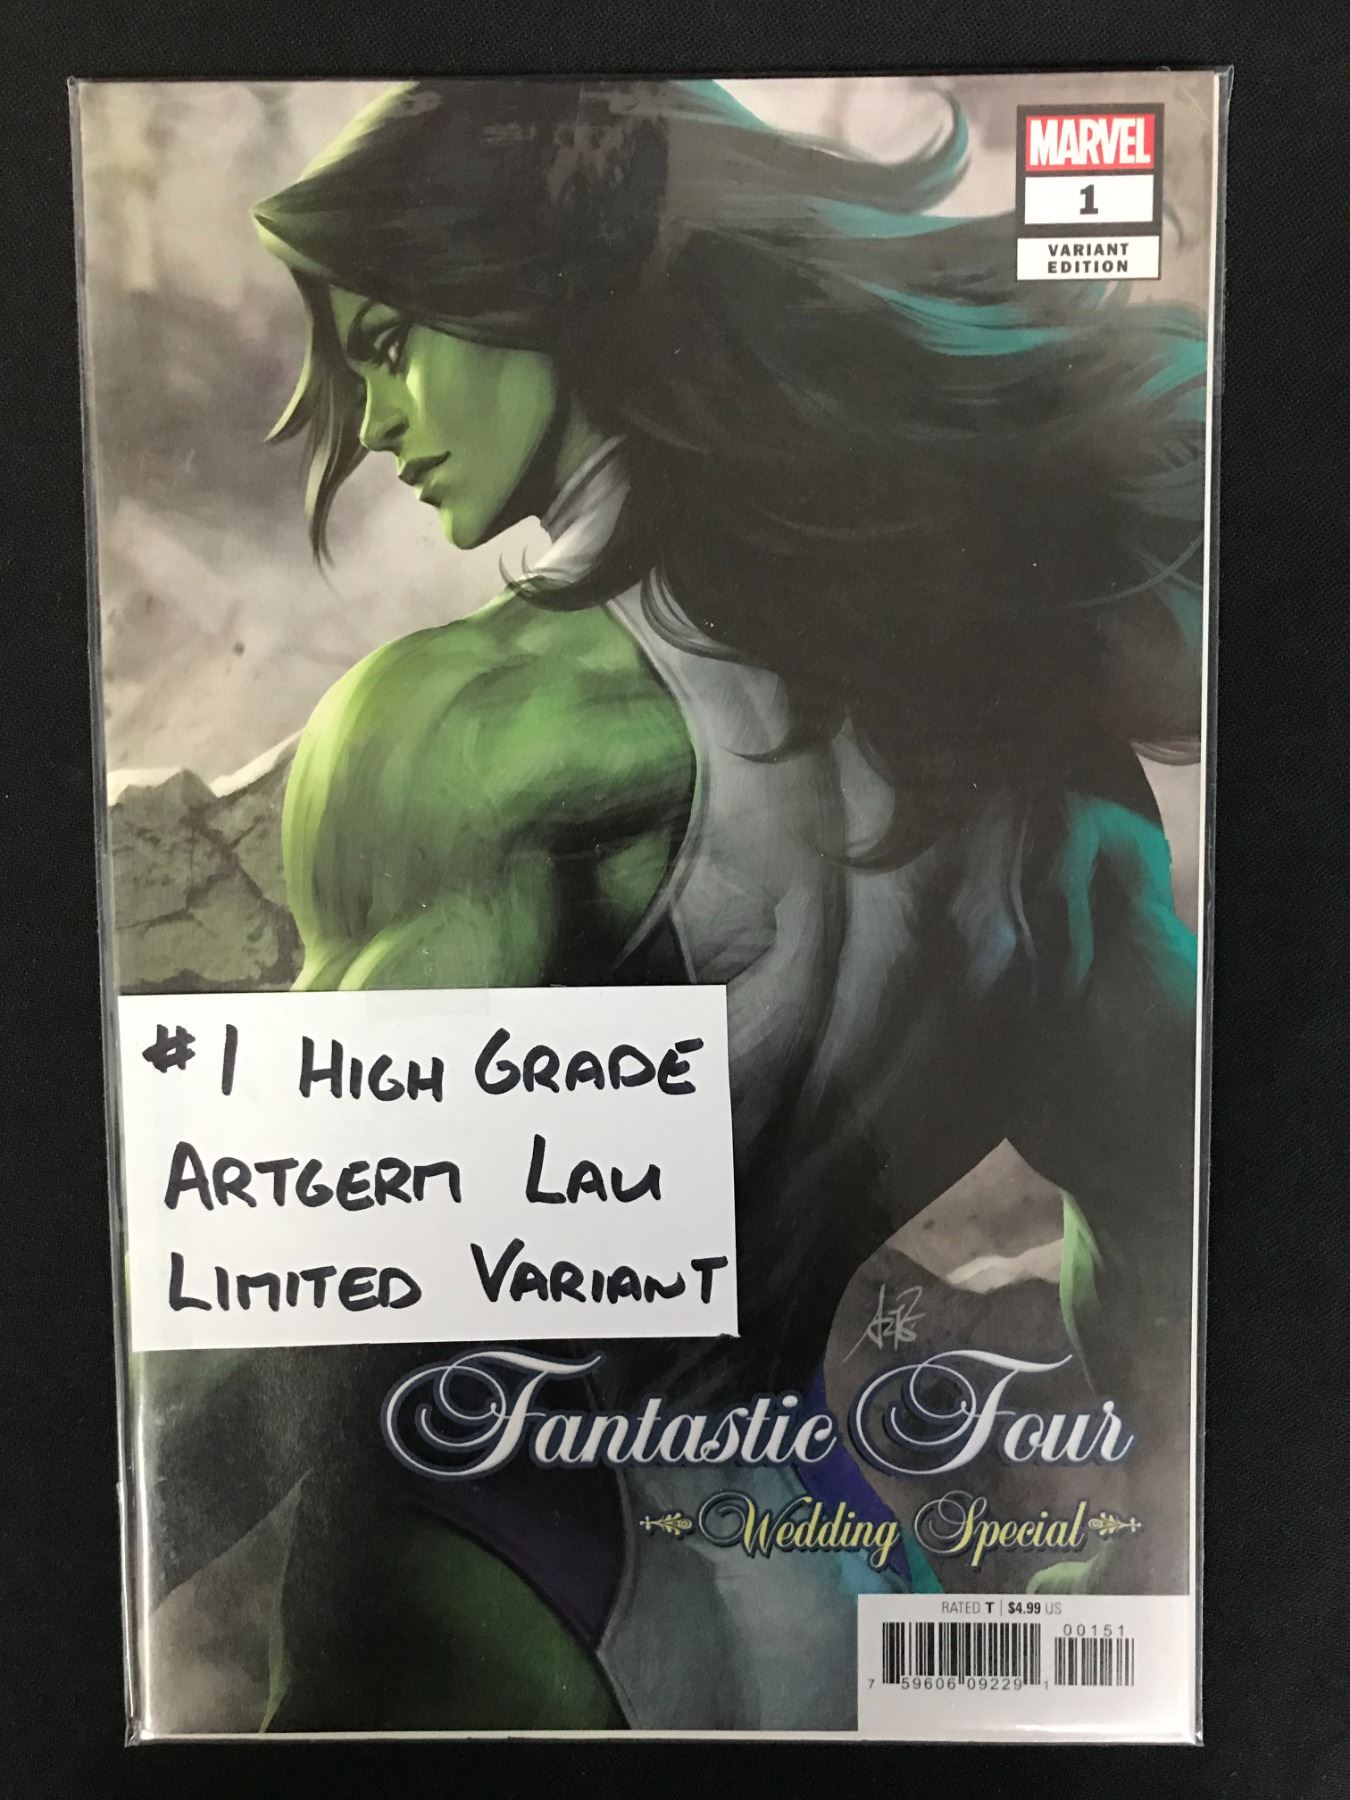 MARVEL
1
VARIANT
EDITION
#1 HIGH GRADE
ARTGERM LAU
LIMITED VARIANT
Fantastic Four
Wedding Special
RATED T | $4.99 US
00151
7 59606 09229 1